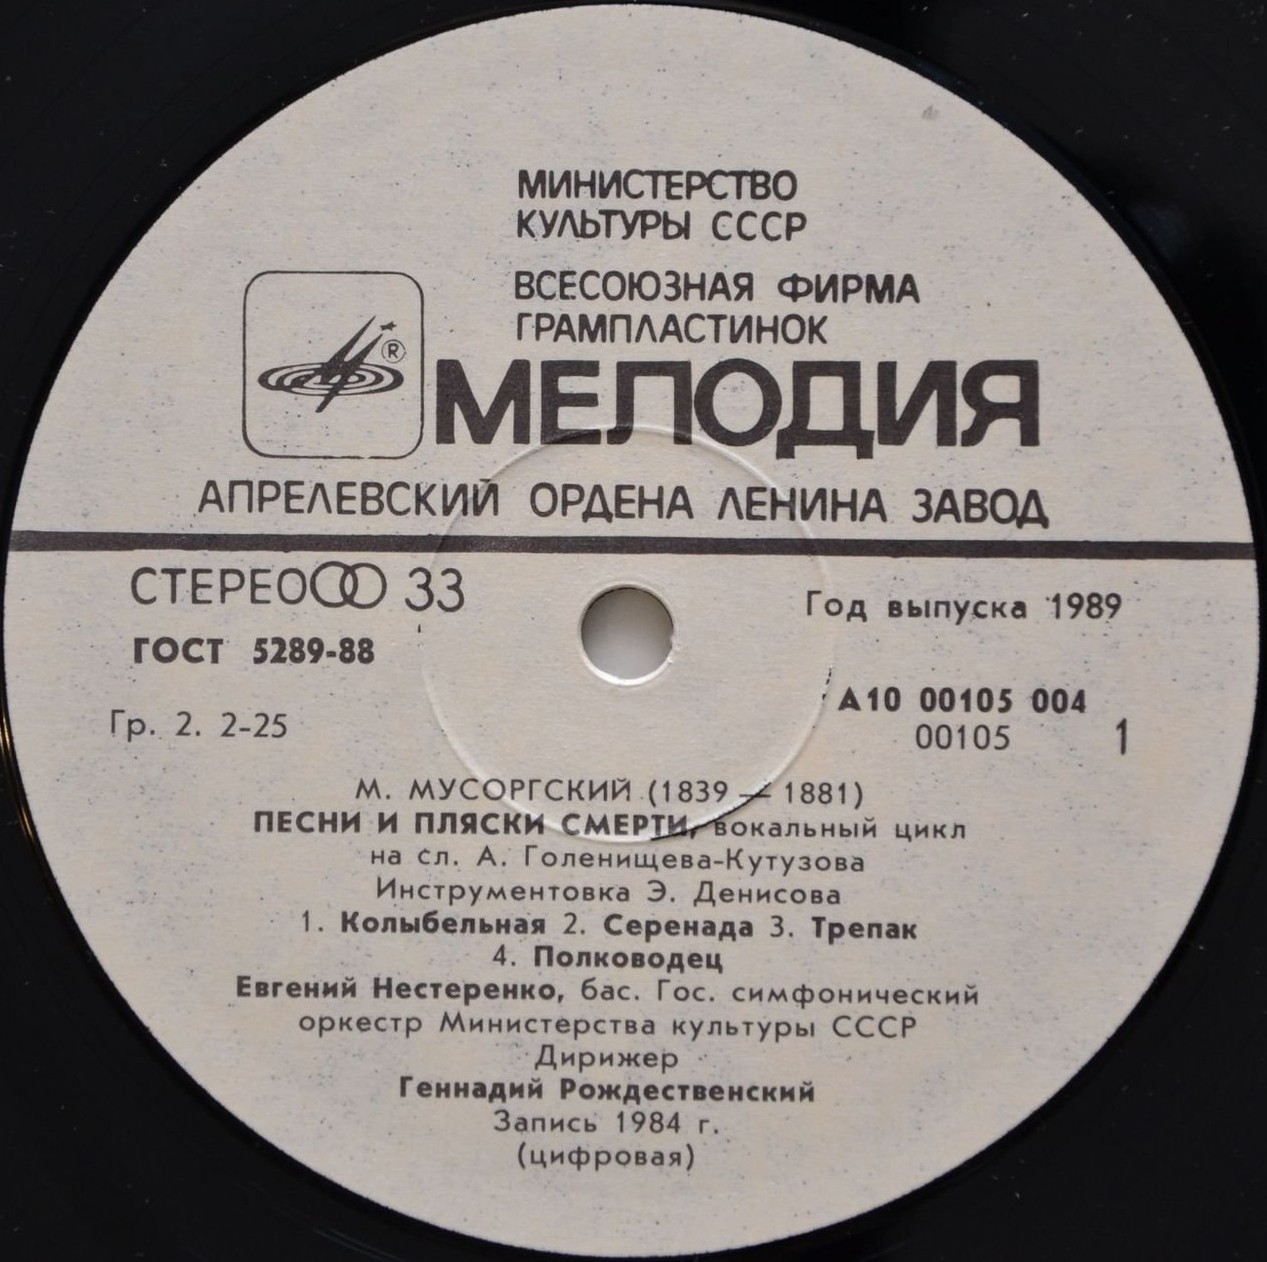 МИНИСТЕРСТВО
КУЛЬТУРЫ СССР
ВСЕСОЮЗНАЯ ФИРМА
ГРАМПЛАСТИНОК
®
МЕЛОДИЯ
АПРЕЛЕВСКИЙ ОРДЕНА ЛЕНИНА ЗАВОД
СТЕРЕО 33
Год выпуска 1989
ГОСТ 5289-88
А10 00105 004
Гр. 2. 2-25
00105 1
М. МУСОРГСКИЙ (1839 — 1881)
ПЕСНИ И ПЛЯСКИ СМЕРТИ, вокальный цикл
на сл. А. Голенищева-Кутузова
Инструментовка Э. Денисова
1. Колыбельная 2. Серенада 3. Трепак
4. Полководец
Евгений Нестеренко, бас. Гос. симфонический
оркестр Министерства культуры СССР
Дирижер
Геннадий Рождественский
Запись 1984 г.
(цифровая)